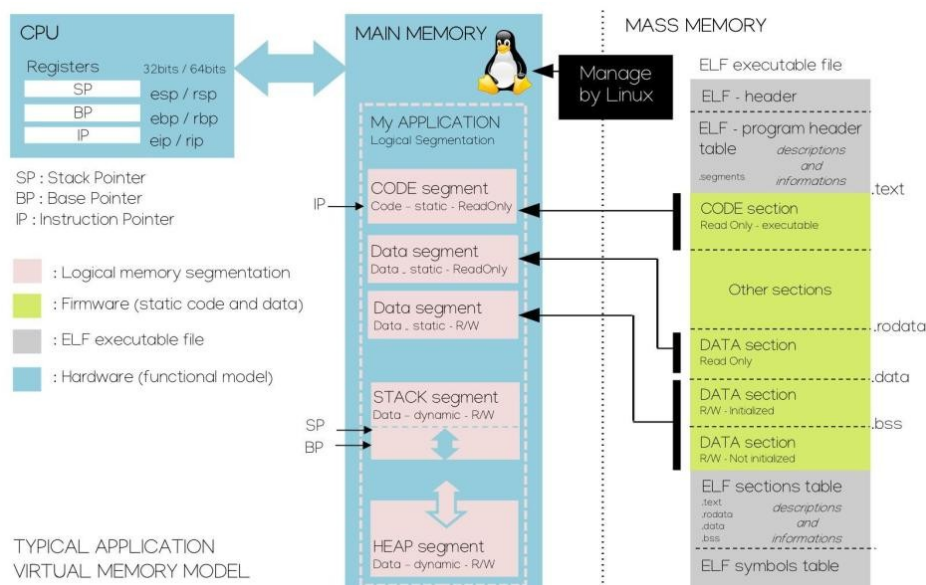 CPU
Registers 32bits / 64bits
SP esp / rsp
BP ebp / rbp
IP eip / rip
SP : Stack Pointer
BP : Base Pointer
IP : Instruction Pointer
: Logical memory segmentation
: Firmware (static code and data)
: ELF executable file
: Hardware (functional model)
TYPICAL APPLICATION
VIRTUAL MEMORY MODEL
MAIN MEMORY
My APPLICATION
Logical Segmentation
IP
CODE segment
Code - static - ReadOnly
Data segment
Data - static - ReadOnly
Data segment
Data - static - R/W
STACK segment
Data - dynamic - R/W
SP
BP
HEAP segment
Data - dynamic - R/W
Manage
by Linux
MASS MEMORY
ELF executable file
ELF - header
ELF - program header
table descriptions
and
.segments informations
.text
CODE section
Read Only - executable
Other sections
.rodata
DATA section
Read Only
.data
DATA section
R/W - Initialized
.bss
DATA section
R/W - Not initialized
ELF sections table
.text
.rodata descriptions
.data and
.bss informations
ELF symbols table